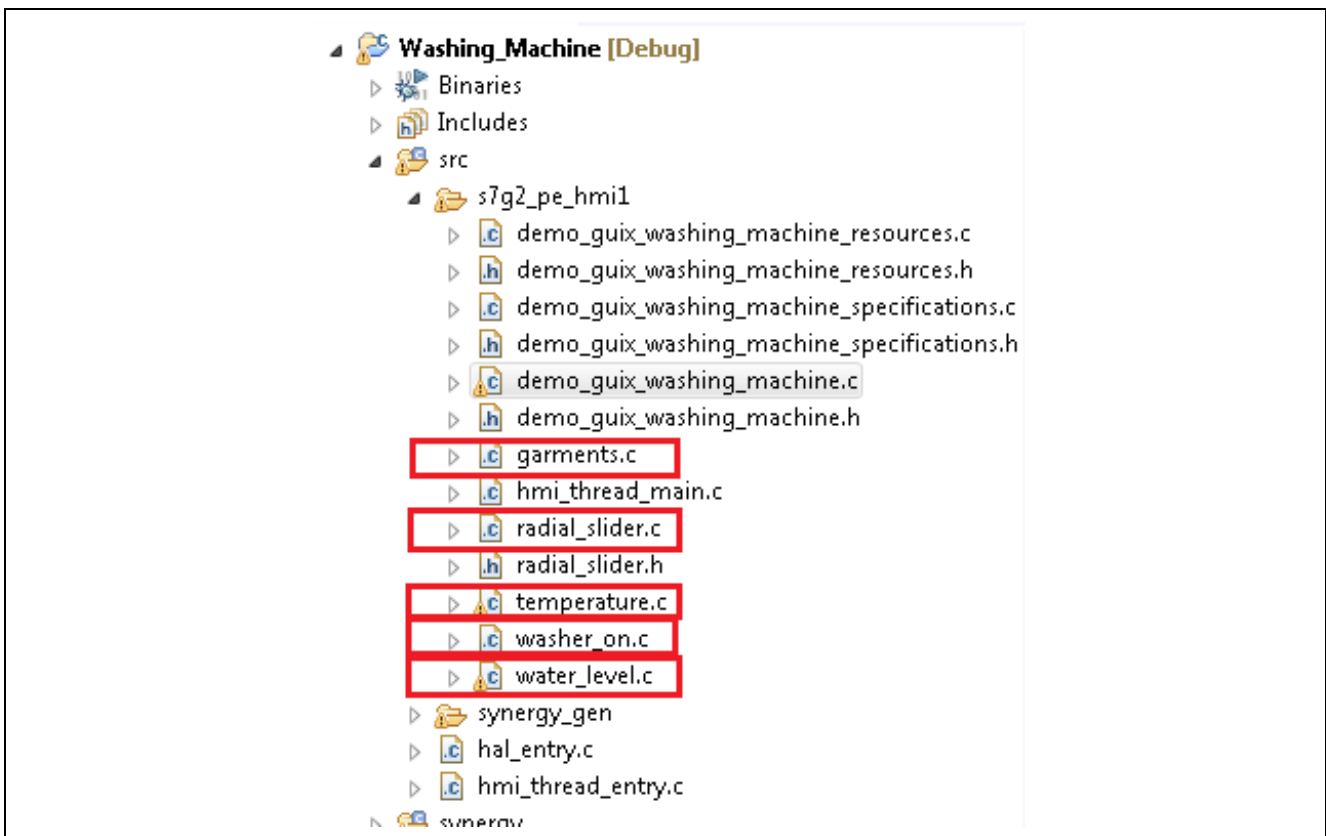 Washing_Machine [Debug]
Binaries
Includes
src
s7g2_pe_hmi1
demo_guix_washing_machine_resources.c
demo_guix_washing_machine_resources.h
demo_guix_washing_machine_specifications.c
demo_guix_washing_machine_specifications.h
demo_guix_washing_machine.c
demo_guix_washing_machine.h
garments.c
hmi_thread_main.c
radial_slider.c
radial_slider.h
temperature.c
washer_on.c
water_level.c
synergy_gen
hal_entry.c
hmi_thread_entry.c
synergy